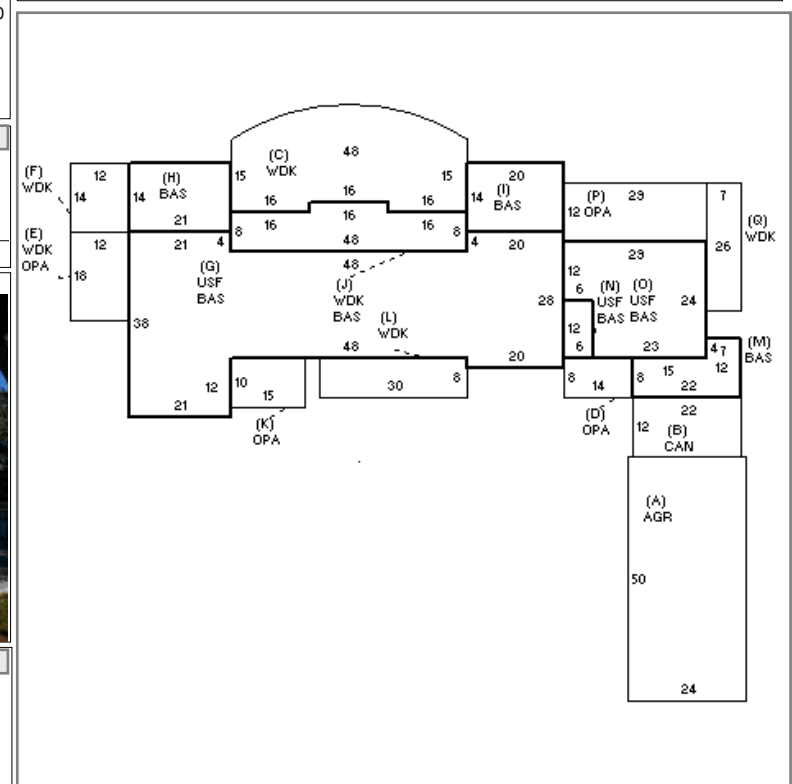 0
(F)
WDK
12
14
(H)
BAS
14
21
(C)
WDK
48
15
15
16
16
16
16
16
16
8
8
48
20
(I)
BAS
14
(P)
29
12 OPA
7
(Q)
WDK
26
(E)
WDK
OPA
12
18
21
4
(G)
USF
BAS
38
12
21
48
(J)
WDK
BAS
(L)
WDK
48
4
20
28
20
29
12
6
(N)
USF
BAS
(O)
USF
BAS
24
12
6
23
4
7
(M)
BAS
10
15
(K)
OPA
30
8
8
14
(D)
OPA
8
15
12
22
22
12
(B)
CAN
(A)
AGR
50
24